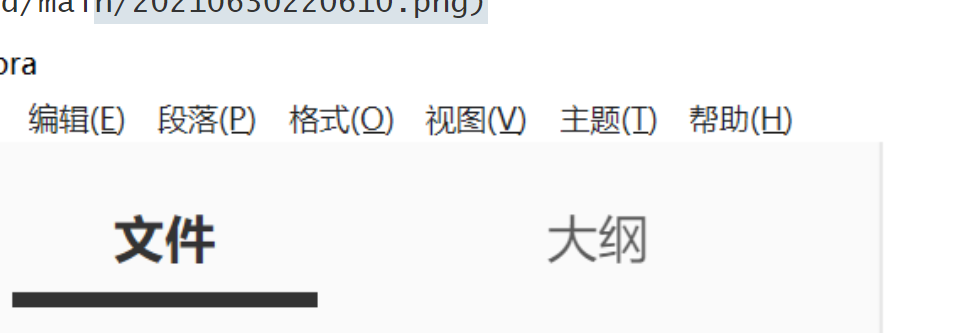 d/main/20210630220610.png)
ora
编辑(E) 段落(P) 格式(O) 视图(V) 主题(T) 帮助(H)
文件 大纲